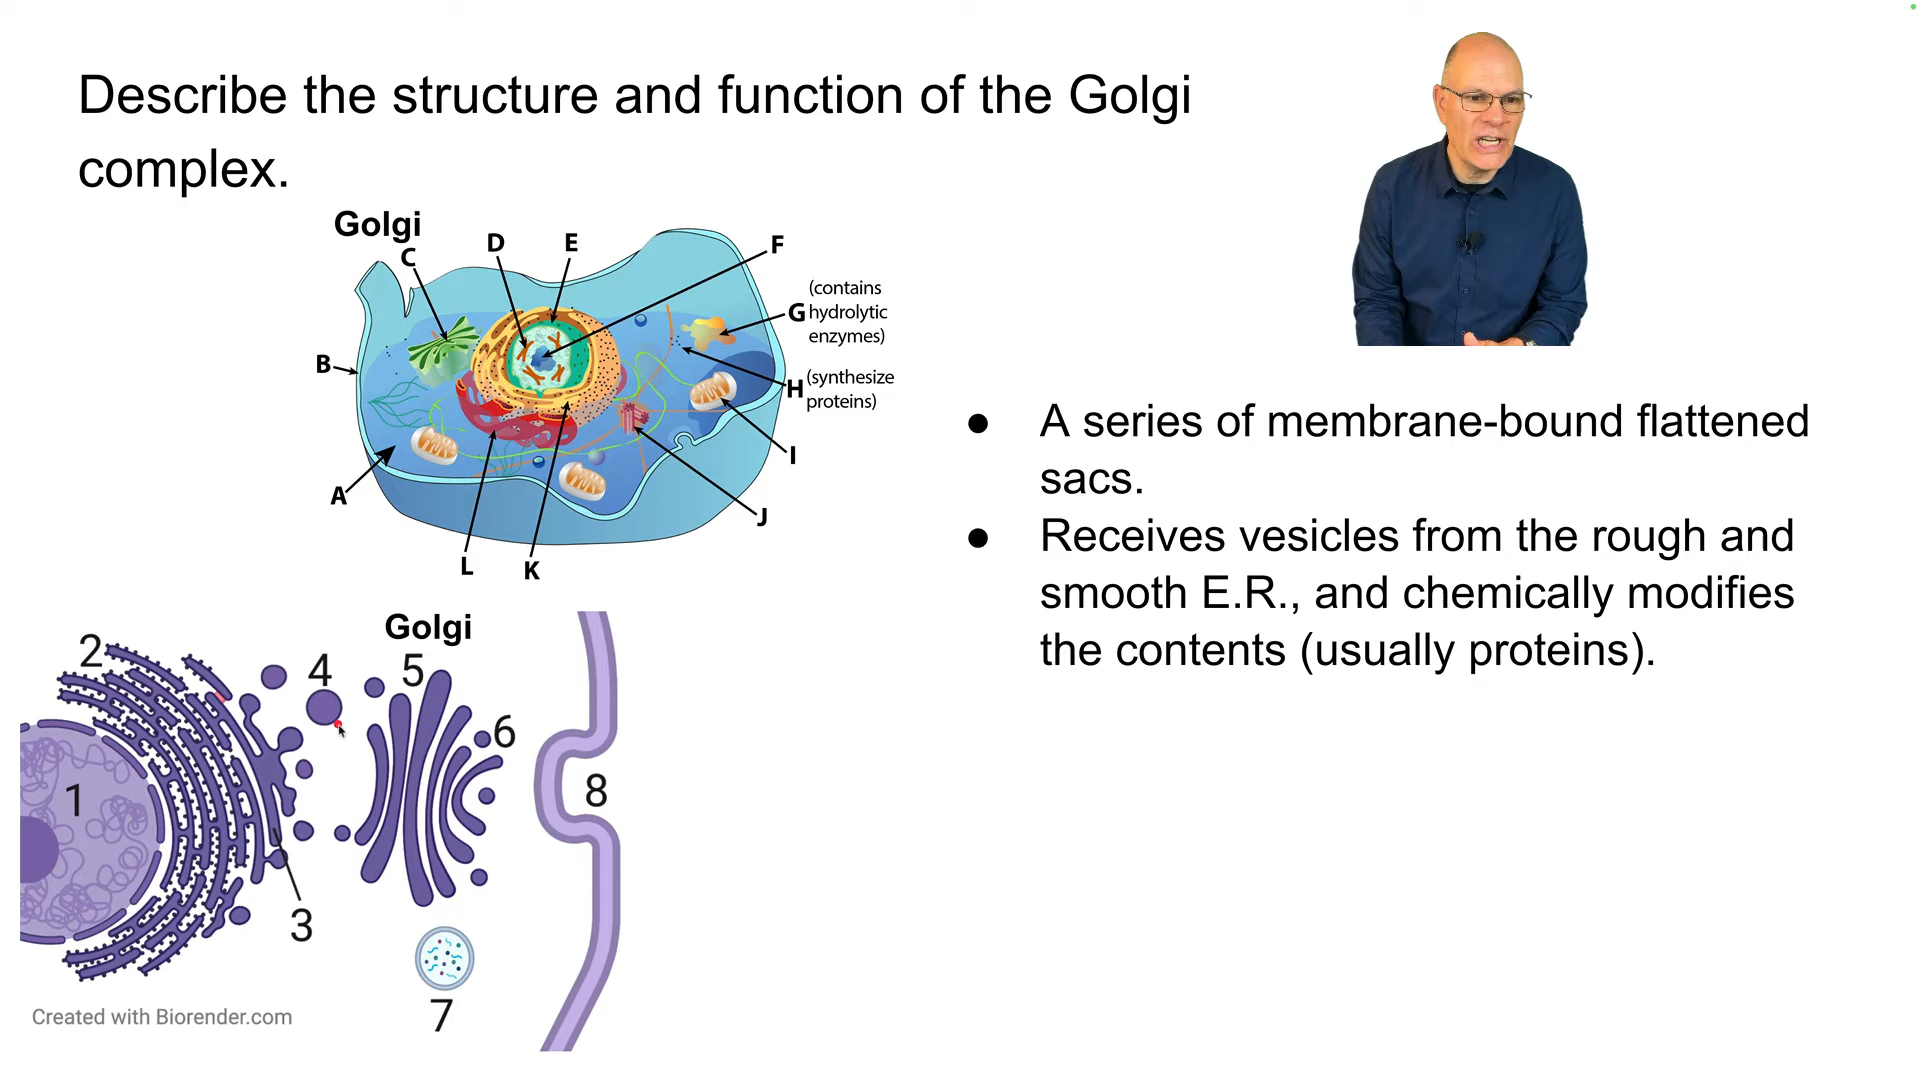 Describe the structure and function of the Golgi
complex.
Golgi
C
D
E
F
(contains
G hydrolytic
enzymes)
B
H (synthesize
proteins)
I
A
J
L
K
● A series of membrane-bound flattened
sacs.
● Receives vesicles from the rough and
smooth E.R., and chemically modifies
the contents (usually proteins).
Golgi
2
4
5
6
1
8
3
7
Created with Biorender.com